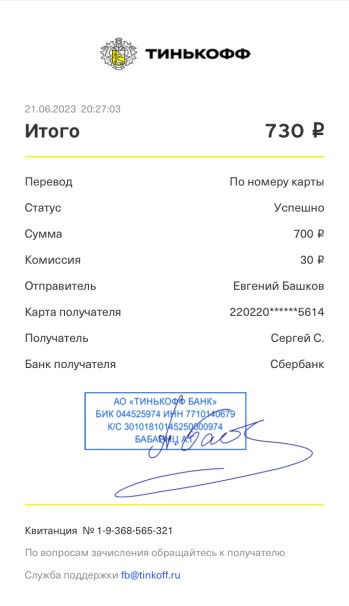 ТИНЬКОФФ
21.06.2023 20:27:03
Итого 730 ₽
Перевод По номеру карты
Статус Успешно
Сумма 700 ₽
Комиссия 30 ₽
Отправитель Евгений Башков
Карта получателя 220220******5614
Получатель Сергей С.
Банк получателя Сбербанк
АО «ТИНЬКОФФ БАНК»
БИК 044525974 ИНН 7710140679
К/С 30101810145250000974
Квитанция № 1-9-368-565-321
По вопросам зачисления обращайтесь к получателю
Служба поддержки fb@tinkoff.ru